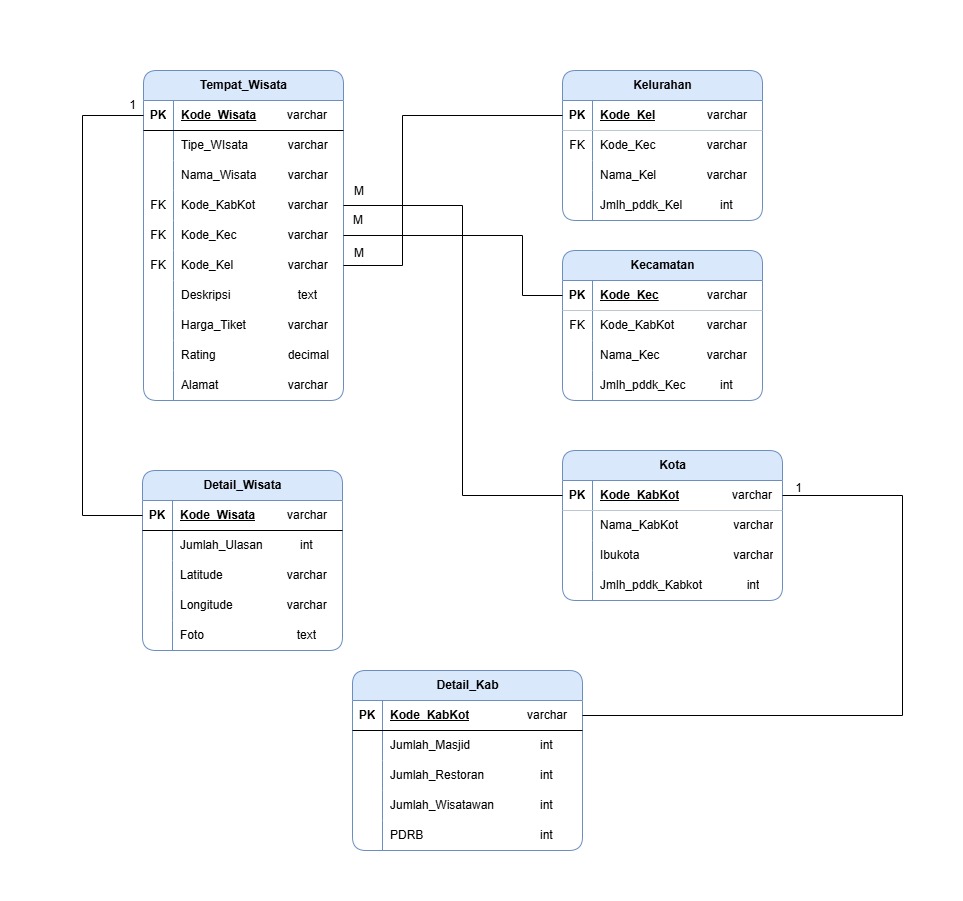 Tempat_Wisata
1
PK Kode_Wisata varchar
Tipe_WIsata varchar
Nama_Wisata varchar
M
FK Kode_KabKot varchar
M
FK Kode_Kec varchar
M
FK Kode_Kel varchar
Deskripsi text
Harga_Tiket varchar
Rating decimal
Alamat varchar
Kelurahan
PK Kode_Kel varchar
FK Kode_Kec varchar
Nama_Kel varchar
Jmlh_pddk_Kel int
Kecamatan
PK Kode_Kec varchar
FK Kode_KabKot varchar
Nama_Kec varchar
Jmlh_pddk_Kec int
Detail_Wisata
PK Kode_Wisata varchar
Jumlah_Ulasan int
Latitude varchar
Longitude varchar
Foto text
Kota
PK Kode_KabKot varchar 1
Nama_KabKot varchar
Ibukota varchar
Jmlh_pddk_Kabkot int
Detail_Kab
PK Kode_KabKot varchar
Jumlah_Masjid int
Jumlah_Restoran int
Jumlah_Wisatawan int
PDRB int